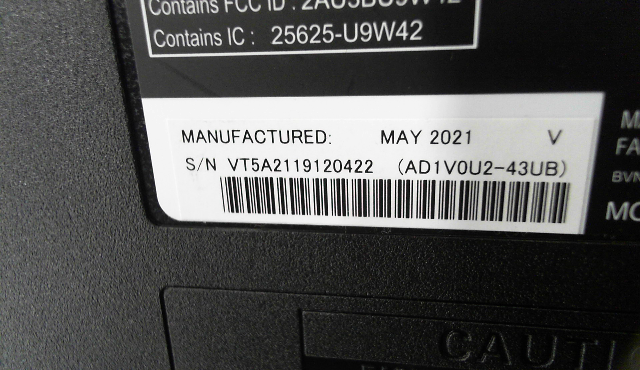 Contains IC : 25625-U9W42
MANUFACTURED: MAY 2021 V
S/N VT5A2119120422 (AD1V0U2-43UB)
CAUTI